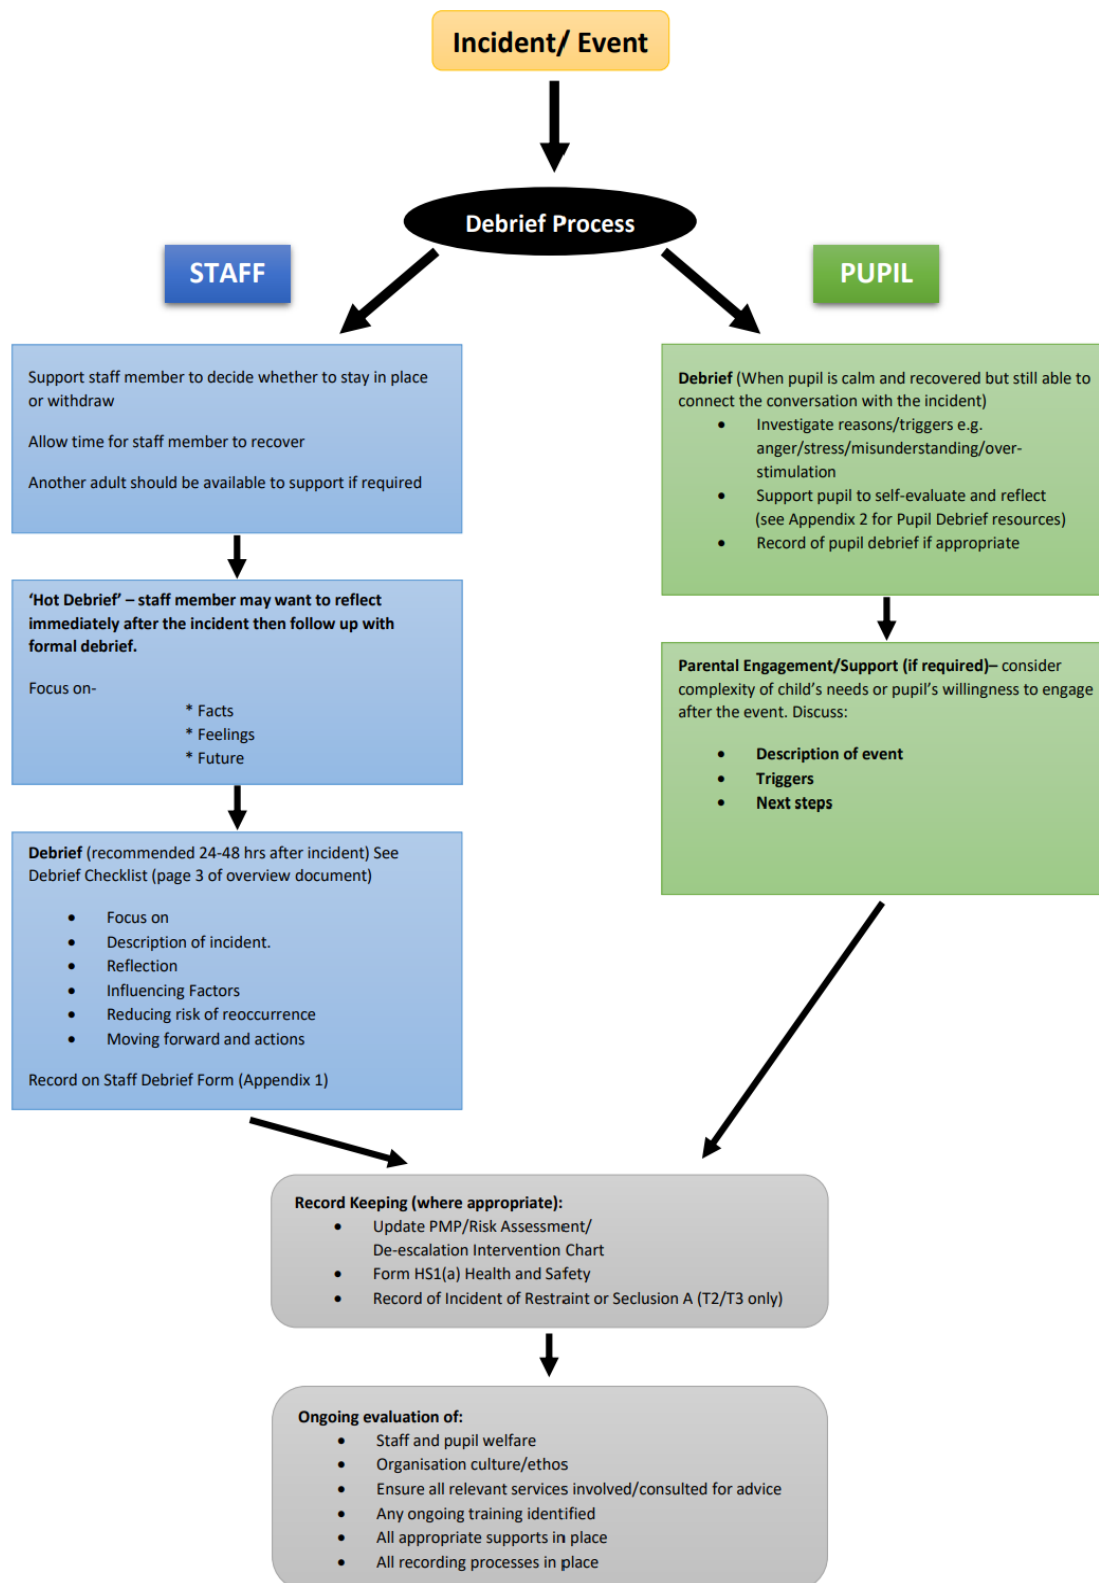 Incident/ Event
Debrief Process
STAFF
PUPIL
Support staff member to decide whether to stay in place
or withdraw
Allow time for staff member to recover
Another adult should be available to support if required
‘Hot Debrief’ – staff member may want to reflect
immediately after the incident then follow up with
formal debrief.
Focus on-
* Facts
* Feelings
* Future
Debrief (recommended 24-48 hrs after incident) See
Debrief Checklist (page 3 of overview document)
• Focus on
• Description of incident.
• Reflection
• Influencing Factors
• Reducing risk of reoccurrence
• Moving forward and actions
Record on Staff Debrief Form (Appendix 1)
Debrief (When pupil is calm and recovered but still able to
connect the conversation with the incident)
• Investigate reasons/triggers e.g.
anger/stress/misunderstanding/over-
stimulation
• Support pupil to self-evaluate and reflect
(see Appendix 2 for Pupil Debrief resources)
• Record of pupil debrief if appropriate
Parental Engagement/Support (if required)– consider
complexity of child’s needs or pupil’s willingness to engage
after the event. Discuss:
• Description of event
• Triggers
• Next steps
Record Keeping (where appropriate):
• Update PMP/Risk Assessment/
De-escalation Intervention Chart
• Form HS1(a) Health and Safety
• Record of Incident of Restraint or Seclusion A (T2/T3 only)
Ongoing evaluation of:
• Staff and pupil welfare
• Organisation culture/ethos
• Ensure all relevant services involved/consulted for advice
• Any ongoing training identified
• All appropriate supports in place
• All recording processes in place